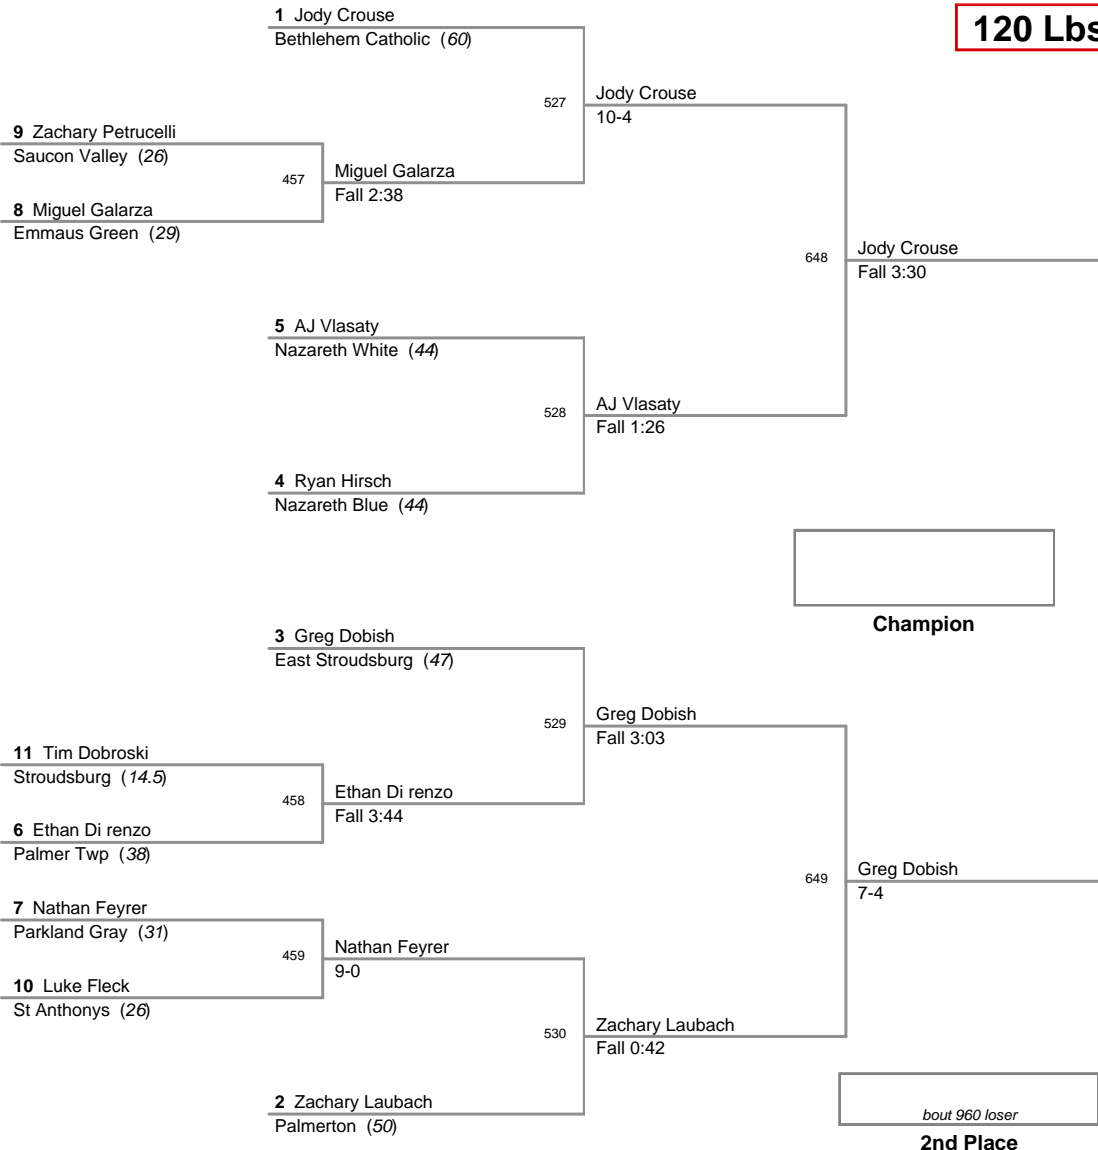 1 Jody Crouse
120 Lbs
Bethlehem Catholic (60)
527
Jody Crouse
10-4
9 Zachary Petrucelli
Saucon Valley (26)
457
Miguel Galarza
Fall 2:38
8 Miguel Galarza
Emmaus Green (29)
648
Jody Crouse
Fall 3:30
5 AJ Vlasaty
Nazareth White (44)
528
AJ Vlasaty
Fall 1:26
4 Ryan Hirsch
Nazareth Blue (44)
Champion
3 Greg Dobish
East Stroudsburg (47)
529
Greg Dobish
Fall 3:03
11 Tim Dobroski
Stroudsburg (14.5)
458
Ethan Di renzo
Fall 3:44
6 Ethan Di renzo
Palmer Twp (38)
649
Greg Dobish
7-4
7 Nathan Feyrer
Parkland Gray (31)
459
Nathan Feyrer
9-0
10 Luke Fleck
St Anthonys (26)
530
Zachary Laubach
Fall 0:42
2 Zachary Laubach
Palmerton (50)
bout 960 loser
2nd Place